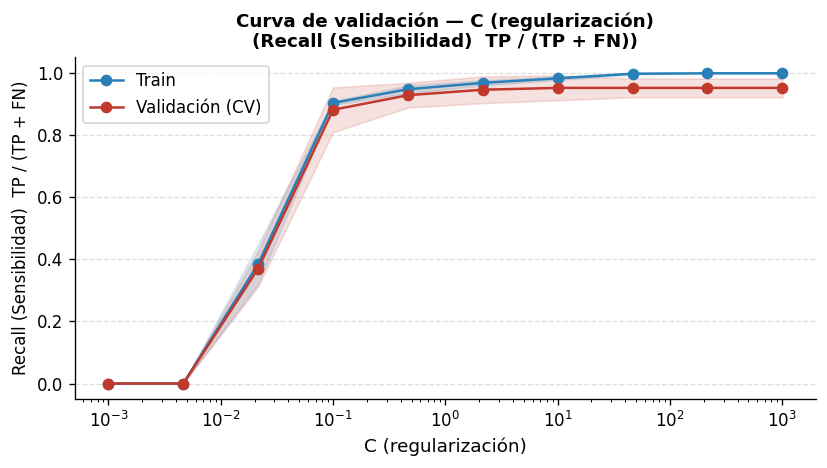 Curva de validación — C (regularización)
(Recall (Sensibilidad)  TP / (TP + FN))
Recall (Sensibilidad)  TP / (TP + FN)
1.0
0.8
0.6
0.4
0.2
0.0
Train
Validación (CV)
10⁻³
10⁻²
10⁻¹
10⁰
10¹
10²
10³
C (regularización)